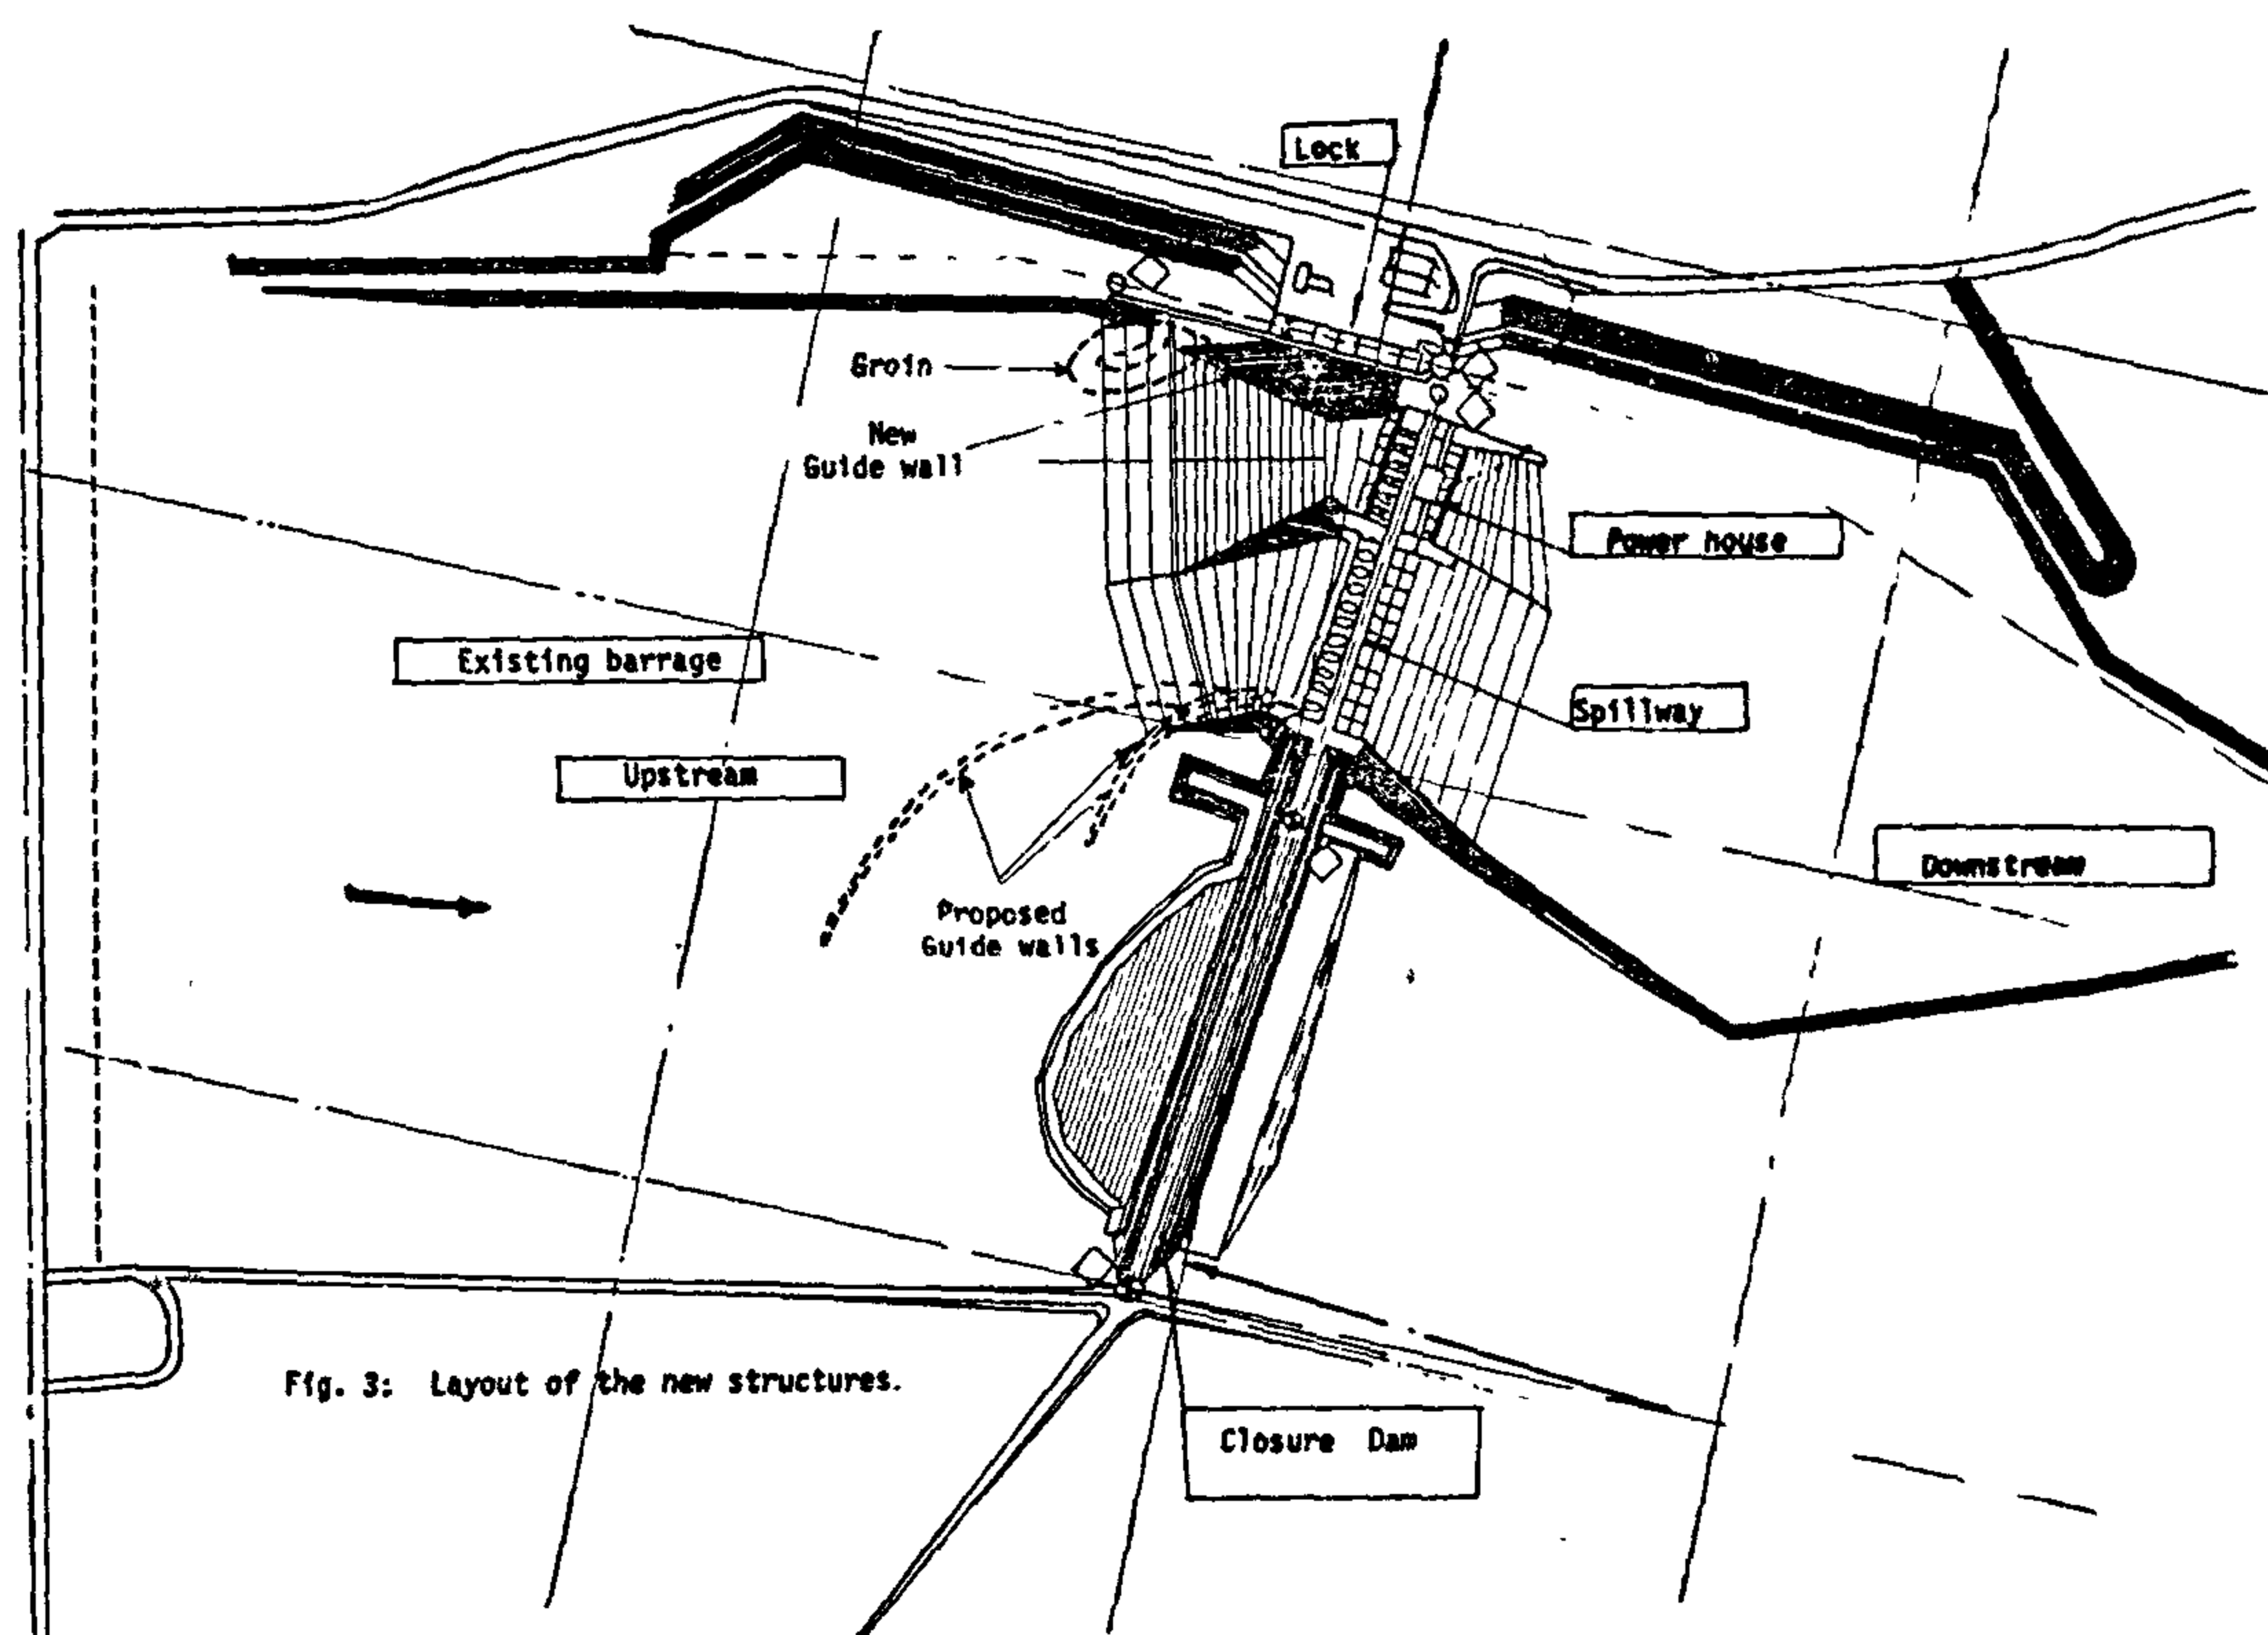 Lock
Groin
New
Guide wall
Power house
Existing barrage
Spillway
Upstream
Downstream
Proposed
Guide walls
Fig. 3: Layout of the new structures.
Closure Dam